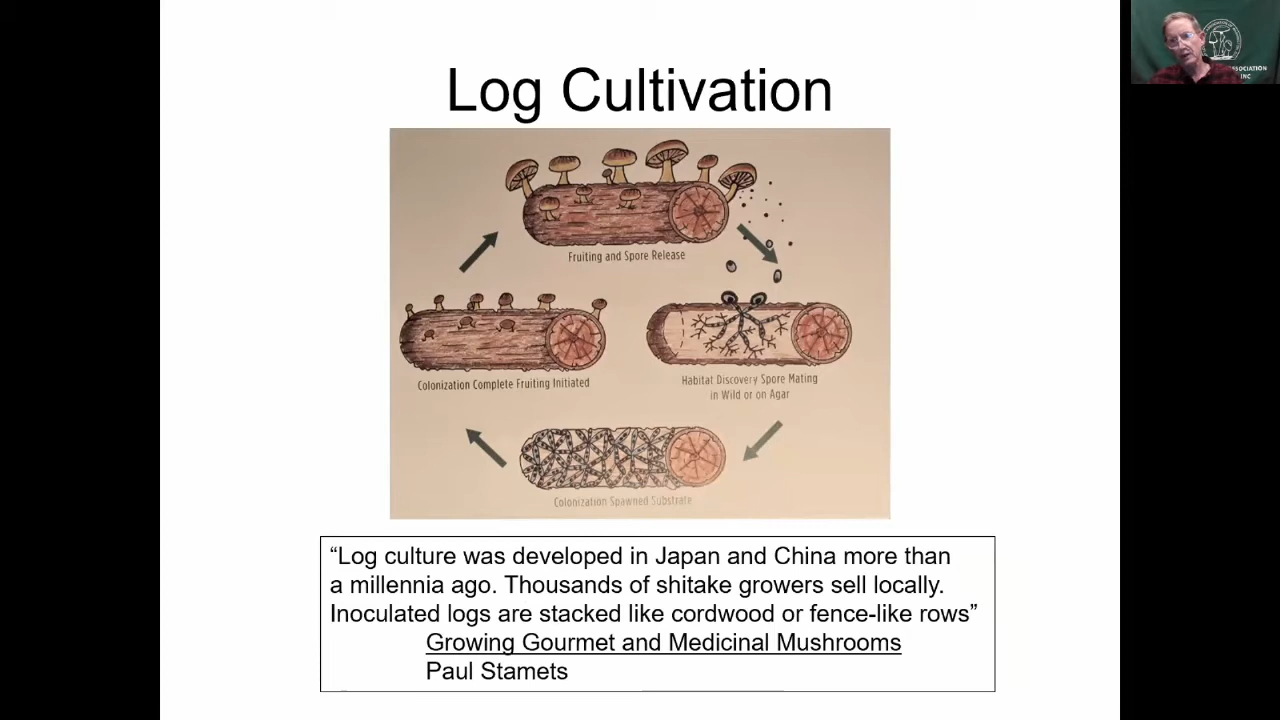 Log Cultivation
Fruiting and Spore Release
Colonization Complete Fruiting Initiated
Habitat Discovery Spore Mating
in Wild or on Agar
Colonization Spawned Substrate
“Log culture was developed in Japan and China more than
a millennia ago. Thousands of shitake growers sell locally.
Inoculated logs are stacked like cordwood or fence-like rows”
Growing Gourmet and Medicinal Mushrooms
Paul Stamets
INC